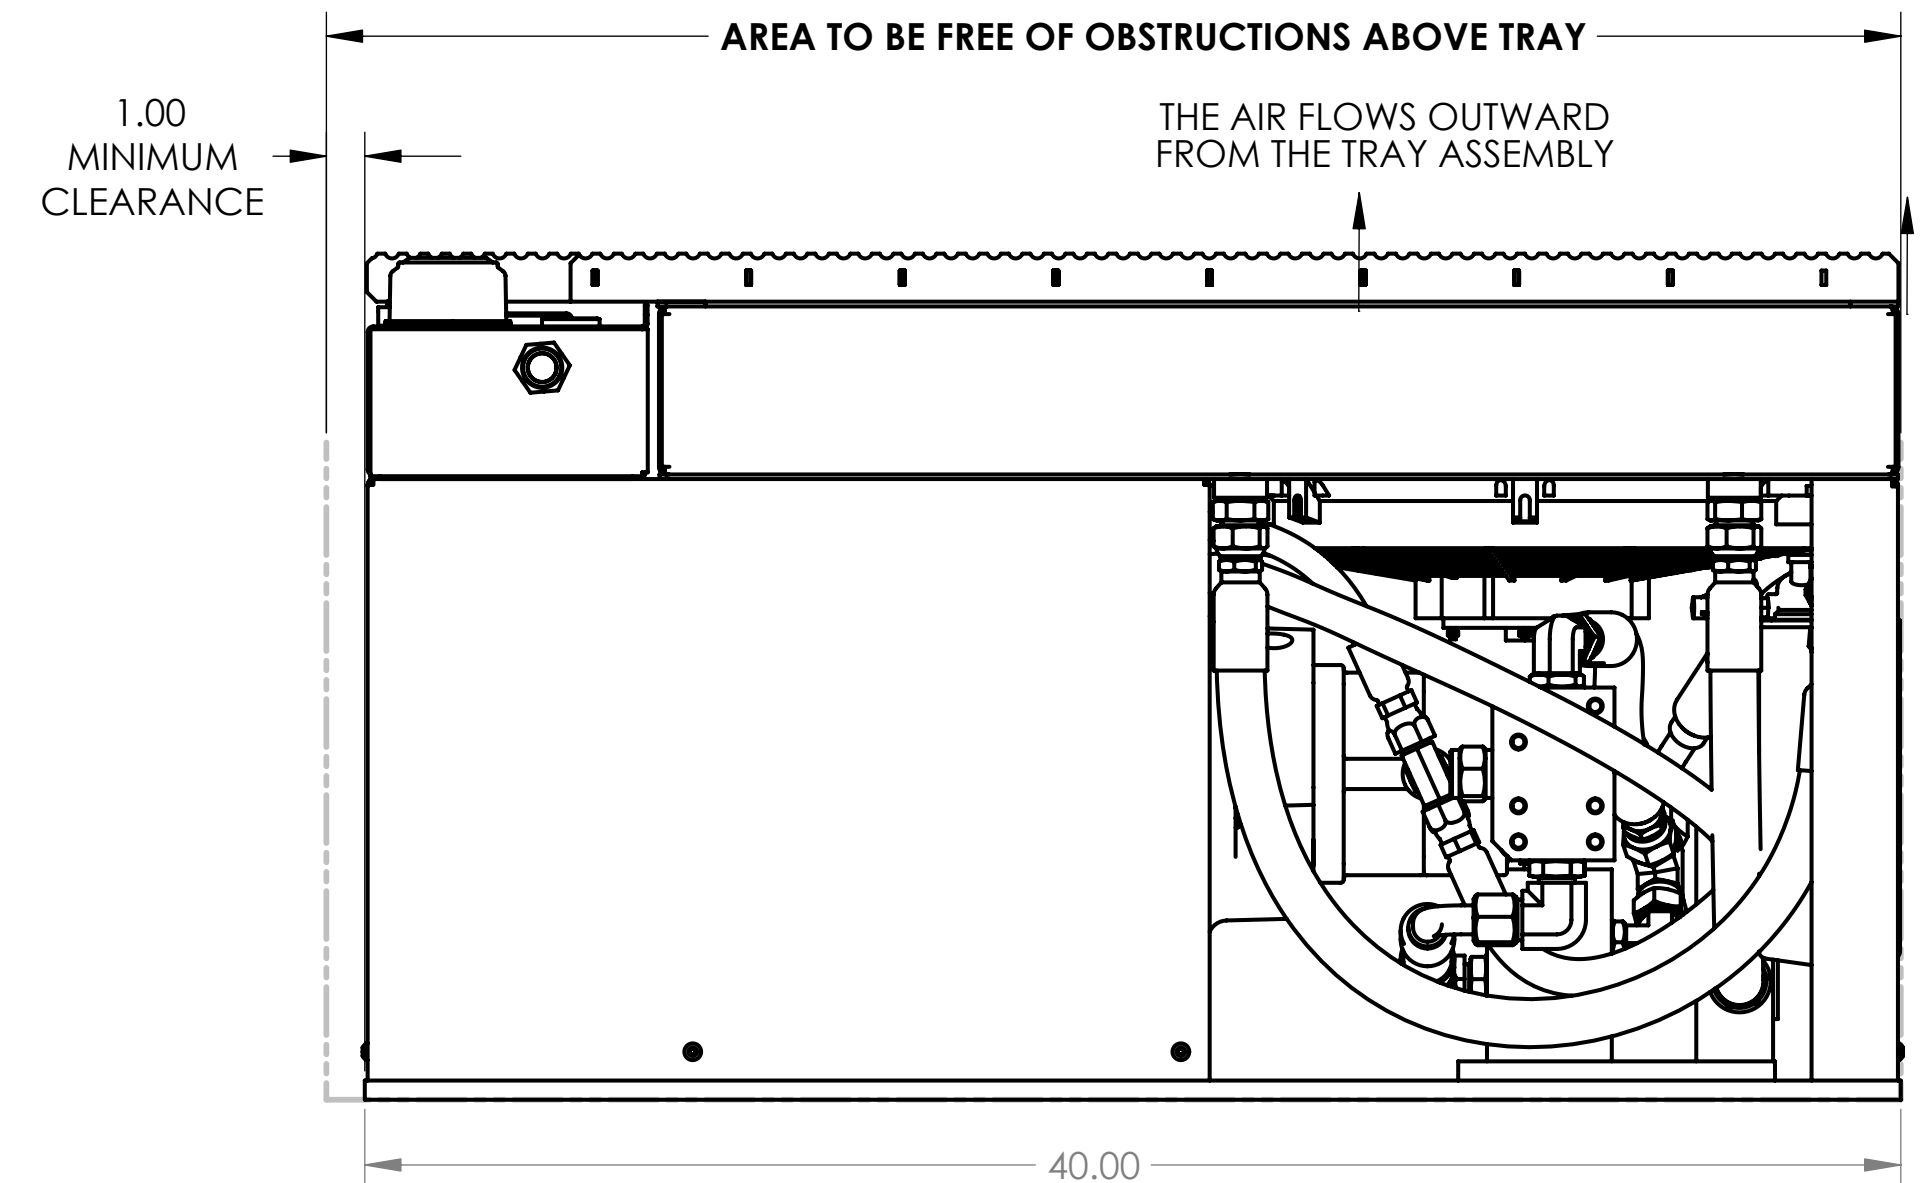 AREA TO BE FREE OF OBSTRUCTIONS ABOVE TRAY
1.00
MINIMUM
CLEARANCE
THE AIR FLOWS OUTWARD
FROM THE TRAY ASSEMBLY
40.00